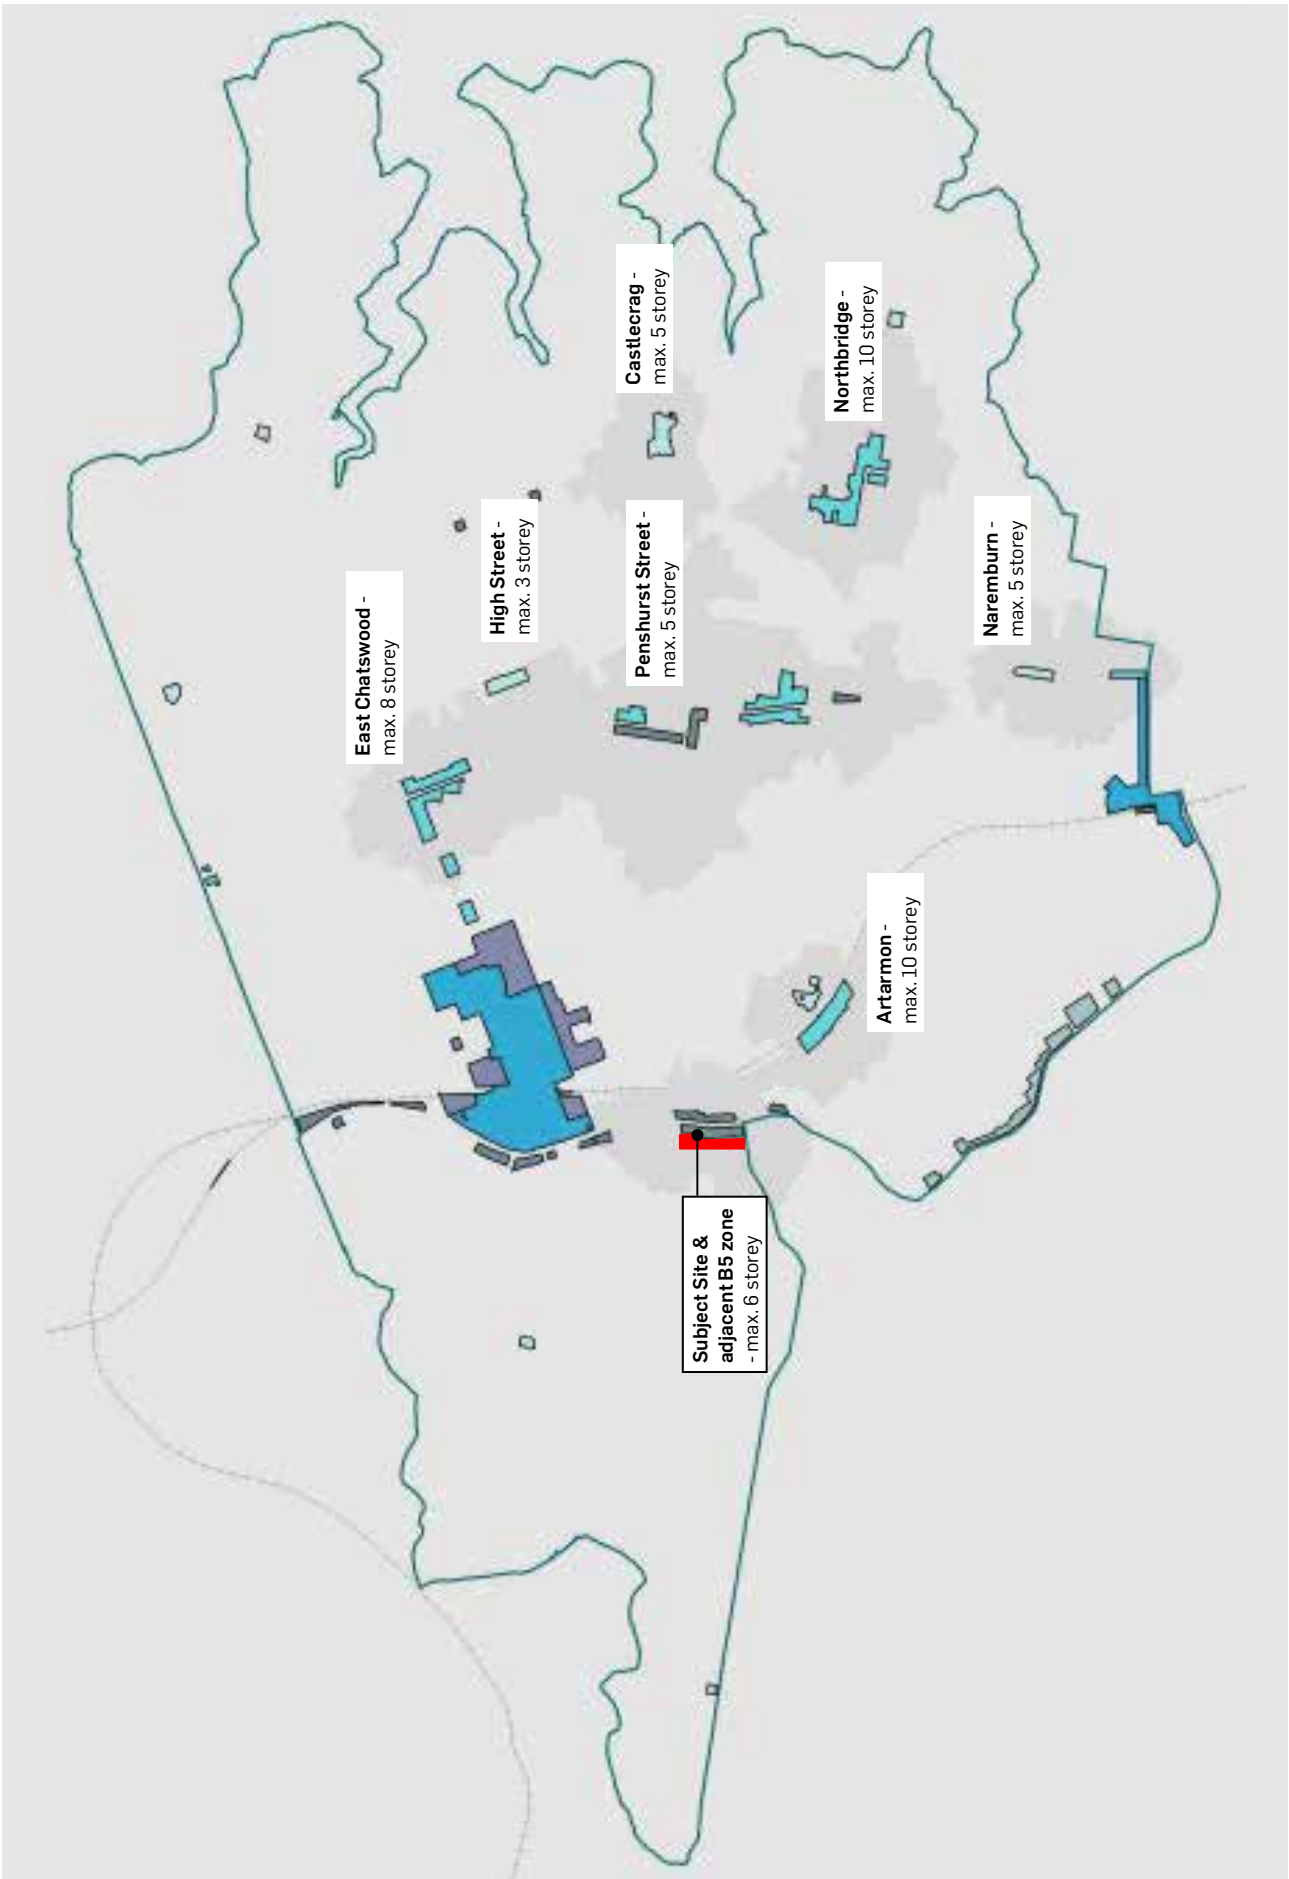 East Chatswood -
max. 8 storey
High Street -
max. 3 storey
Castlecrag -
max. 5 storey
Penshurst Street -
max. 5 storey
Northbridge -
max. 10 storey
Naremburn -
max. 5 storey
Artarmon -
max.10 storey
Subject Site &
adjacent B5 zone
- max. 6 storey